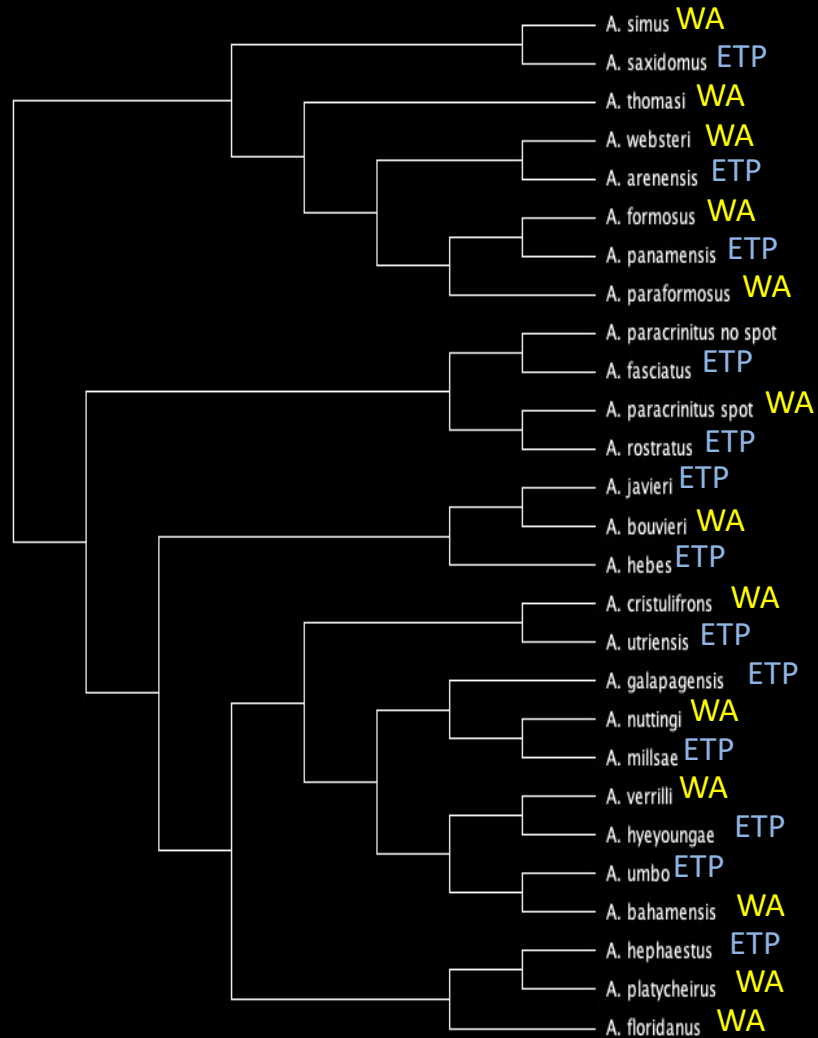 A. simus WA
A. saxidomus ETP
A. thomasi WA
A. websteri WA
A. arenensis ETP
A. formosus WA
A. panamensis ETP
A. paraformosus WA
A. paracrinitus no spot
A. fasciatus ETP
A. paracrinitus spot WA
A. rostratus ETP
A. javieri ETP
A. bouvieri WA
A. hebes ETP
A. cristulifrons WA
A. utriensis ETP
A. galapagensis ETP
A. nuttingi WA
A. millsae ETP
A. verrilli WA
A. hyeyoungae ETP
A. umbo ETP
A. bahamensis WA
A. hephaestus ETP
A. platycheirus WA
A. floridanus WA